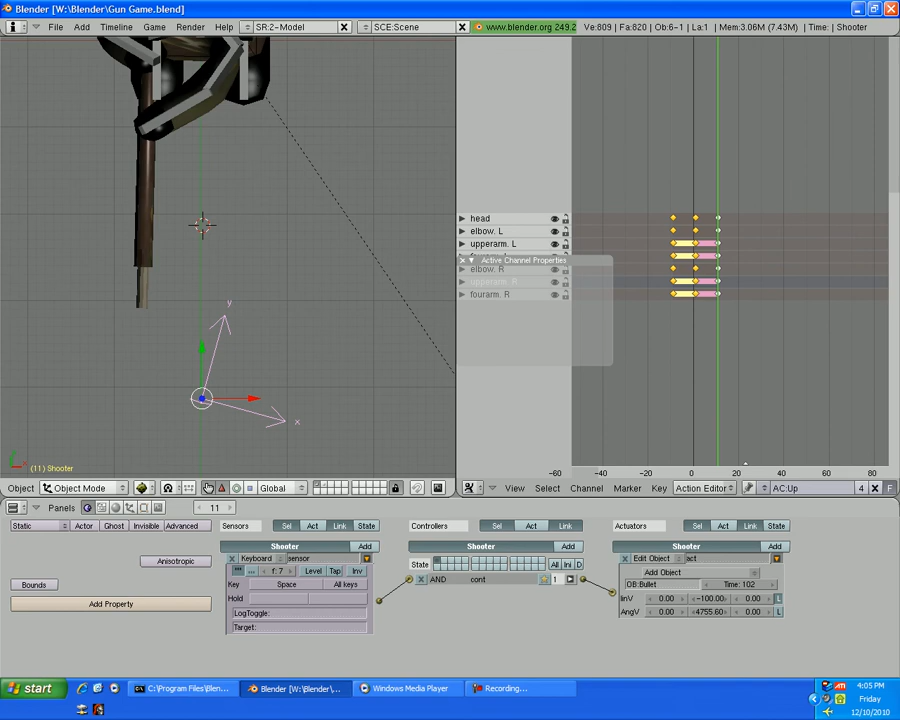 Blender [W:\Blender\Gun Game.blend]
File Add Timeline Game Render Help SR:2-Model SCE:Scene www.blender.org 249.2 Ve:609 | Fa:820 | Ob:6-1 | La:1 | Mem:3.06M (7.43M) | Time: | Shooter
head
elbow. L
upperarm. L
Active Channel Properties
elbow. R
upperarm. R
fourarm. R
y
x
(11) Shooter
-60 -40 -20 0 20 40 60 80
Object Object Mode Global View Select Channel Marker Key Action Editor AC:Up 4 F
Panels 11
Static Actor Ghost Invisible Advanced Sensors Sel Act Link State Controllers Sel Act Link Actuators Sel Act Link State
Shooter Add Shooter Add Shooter Add
Anisotropic Keyboard sensor State All Ini D Edit Object act
f: 7 Level Tap Inv AND cont 1 Add Object
Bounds Key Space All keys OB:Bullet Time: 102
Add Property Hold linV 0.00 -100.00 0.00 L
LogToggle: AngV 4755.60 0.00 L
Target:
start C:\Program Files\Blen... Blender [W:\Blender\... Windows Media Player Recording... 4:05 PM
Friday
12/10/2010